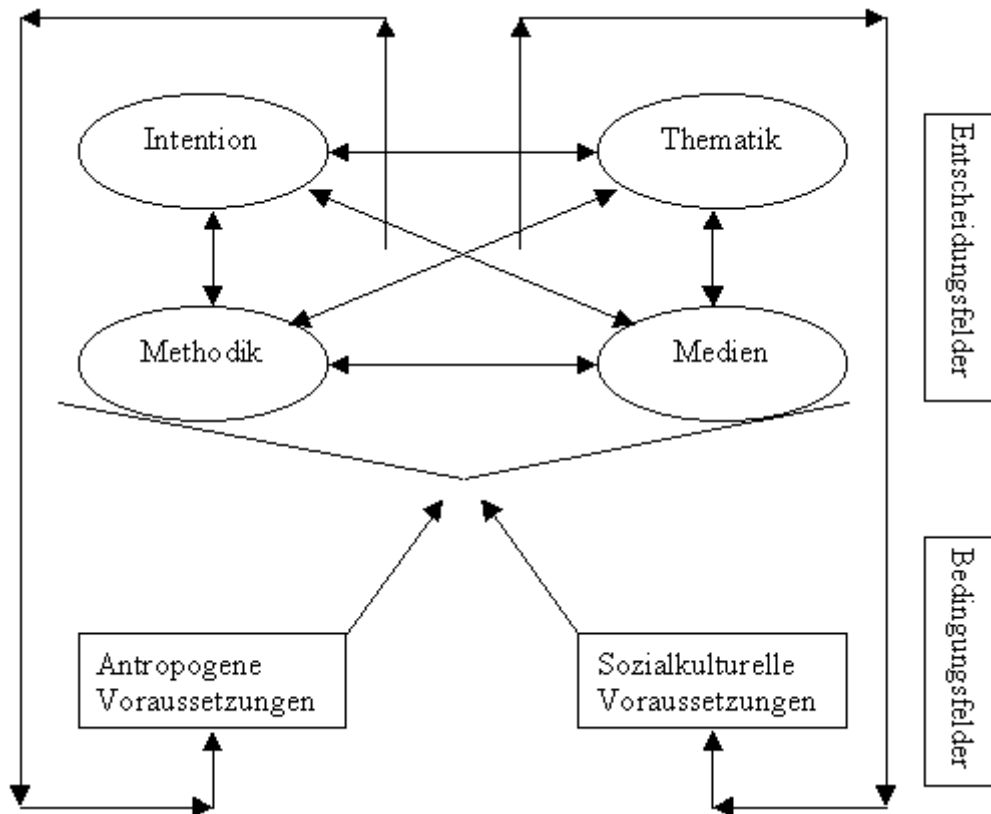 Intention
Thematik
Methodik
Medien
Entscheidungsfelder
Antropogene
Voraussetzungen
Sozialkulturelle
Voraussetzungen
Bedingungsfelder